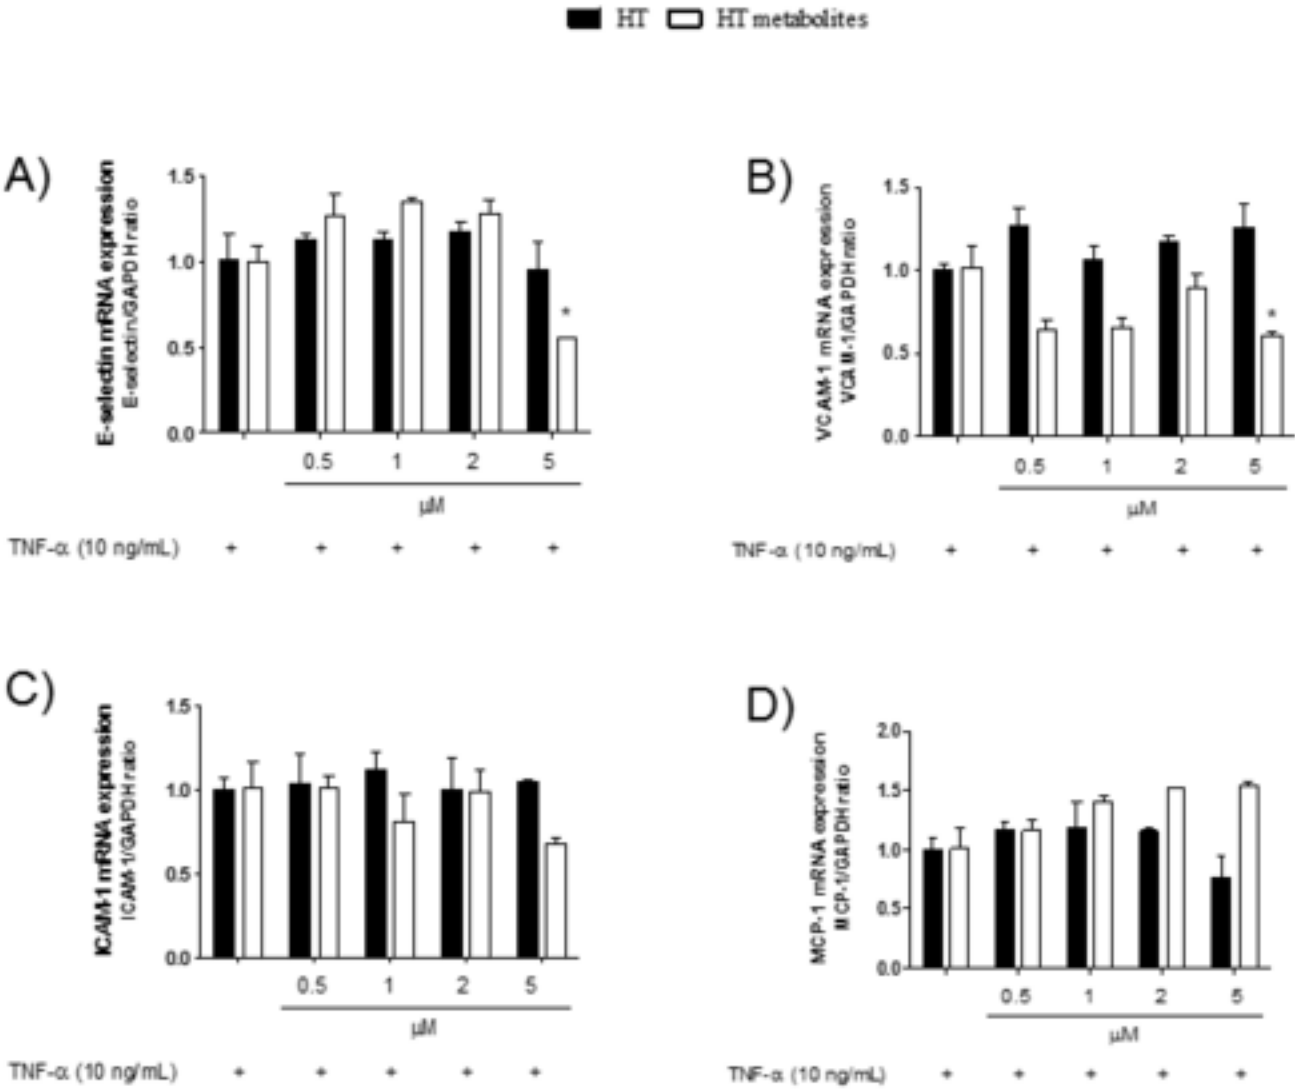 HT HT metabolites
A)
E-selectin mRNA expression
E-selectin/GAPDH ratio
1.5
1.0
0.5
0.0
0.5 1 2 5
µM
*
TNF-α (10 ng/mL) + + + + +
B)
VCAM-1 mRNA expression
VCAM-1/GAPDH ratio
1.5
1.0
0.5
0.0
0.5 1 2 5
µM
*
TNF-α (10 ng/mL) + + + + +
C)
ICAM-1 mRNA expression
ICAM-1/GAPDH ratio
1.5
1.0
0.5
0.0
0.5 1 2 5
µM
TNF-α (10 ng/mL) + + + + +
D)
MCP-1 mRNA expression
MCP-1/GAPDH ratio
2.0
1.5
1.0
0.5
0.0
0.5 1 2 5
µM
TNF-α (10 ng/mL) + + + + +